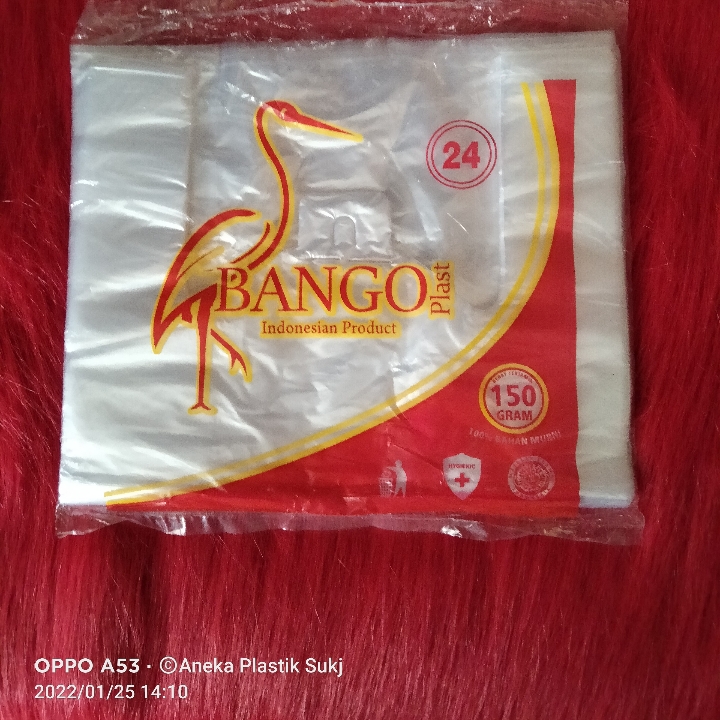 24
BANGO
Plast
Indonesian Product
150
GRAM
100% BAHAN MURNI
HYGIENIC
OPPO A53 · ©Aneka Plastik Sukj
2022/01/25 14:10